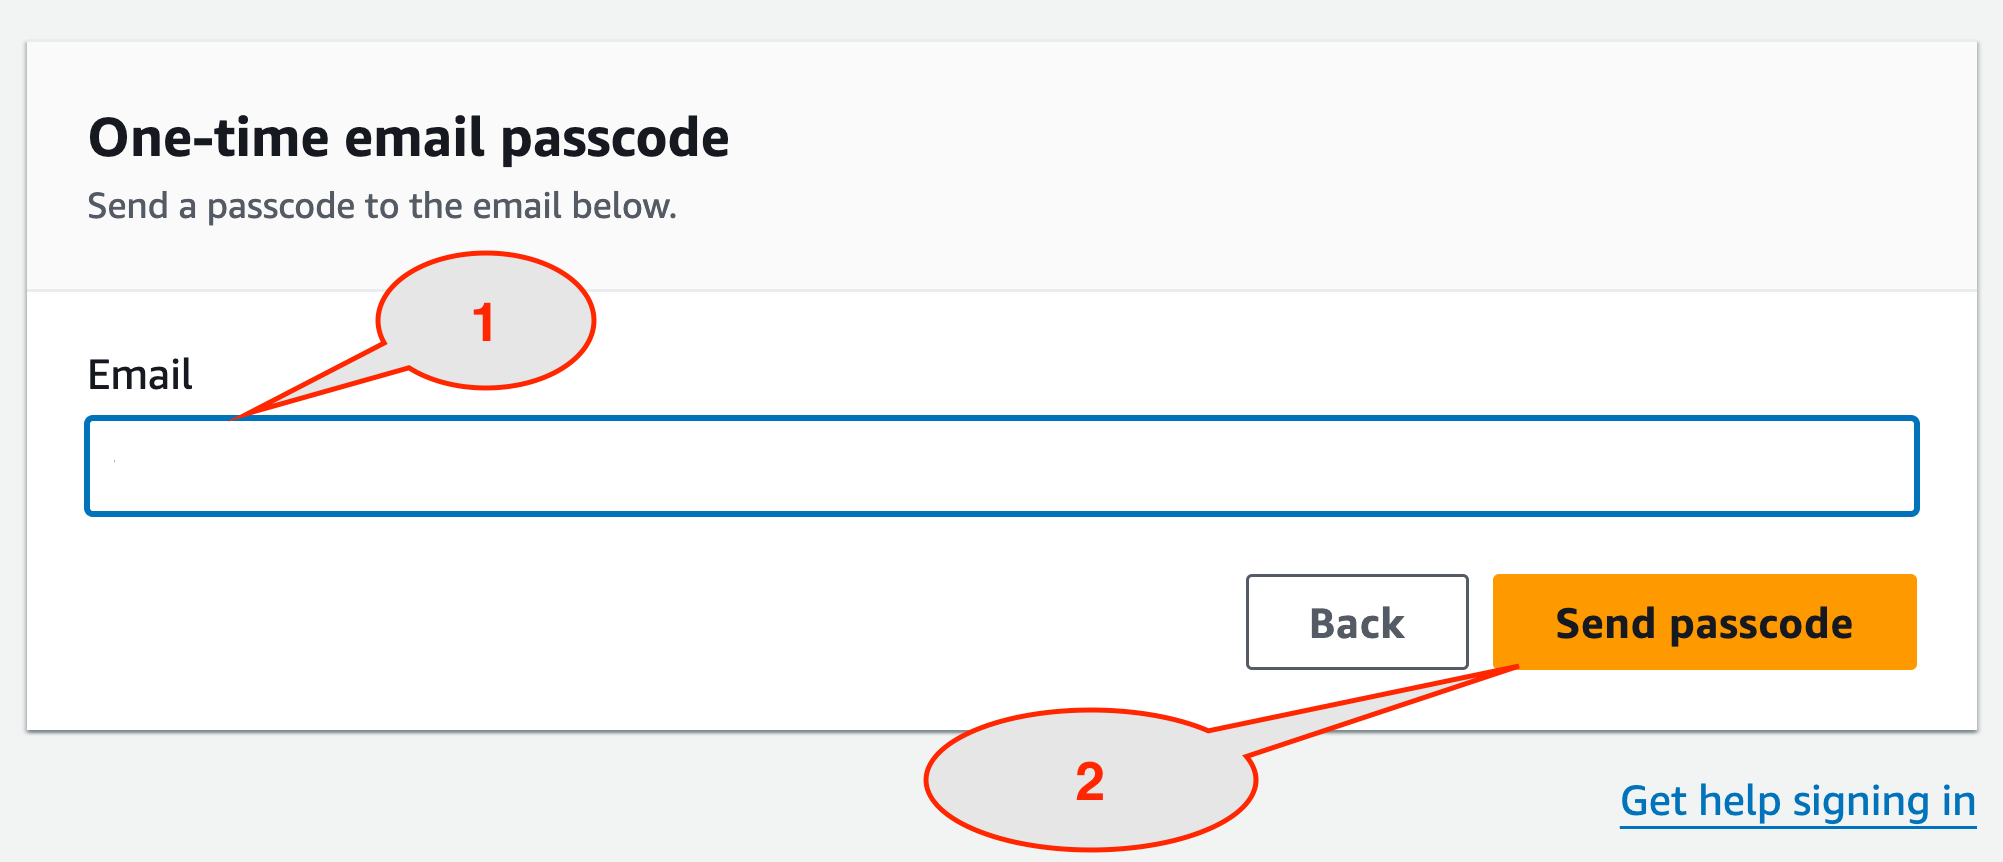 One-time email passcode
Send a passcode to the email below.
1
Email
Back
Send passcode
2
Get help signing in